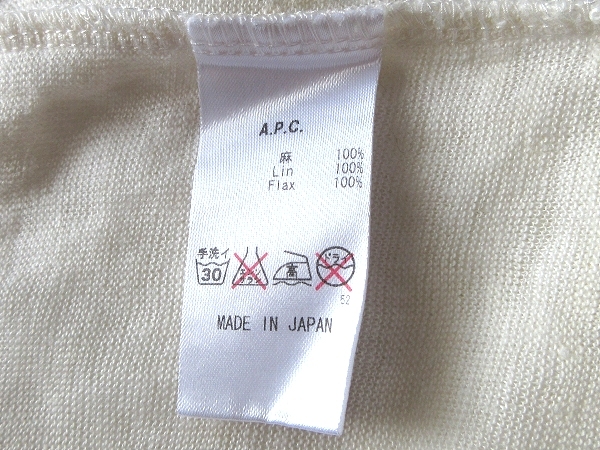 A.P.C.
麻 100%
Lin 100%
Flax 100%
手洗イ
30 高 ドライ
52
MADE IN JAPAN